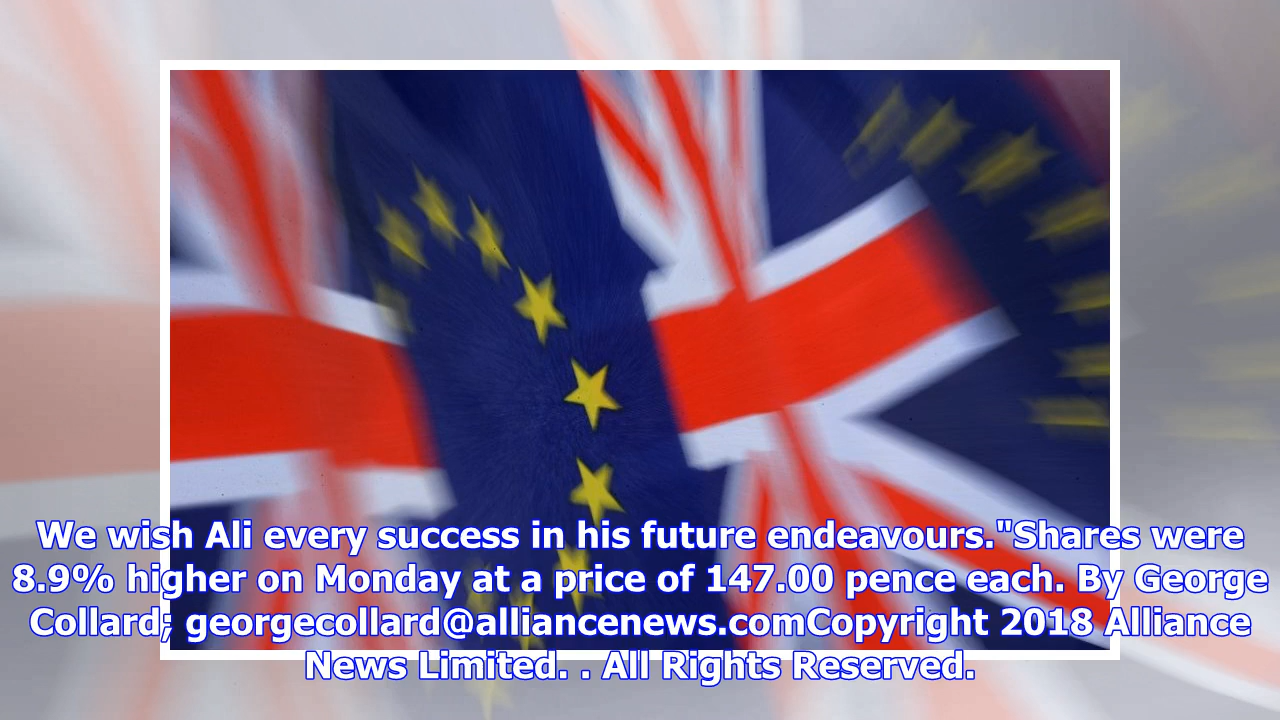 We wish Ali every success in his future endeavours."Shares were
8.9% higher on Monday at a price of 147.00 pence each. By George
Collard; georgecollard@alliancenews.comCopyright 2018 Alliance
News Limited. . All Rights Reserved.